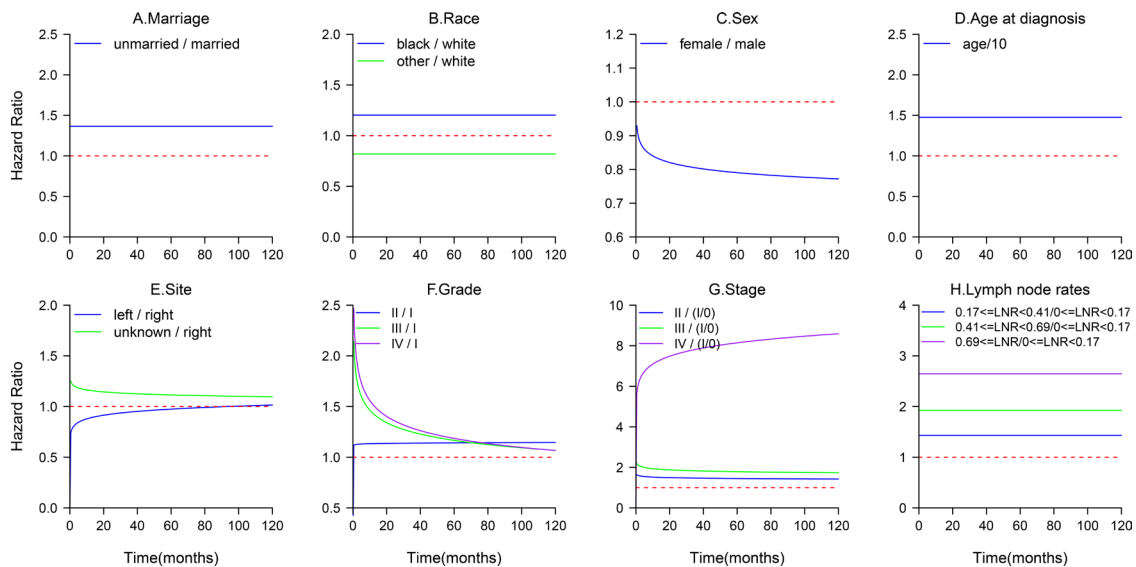 A.Marriage
Hazard Ratio
2.5
2.0
1.5
1.0
0.5
0.0
unmarried / married
0 20 40 60 80 100 120
B.Race
2.0
1.5
1.0
0.5
0.0
black / white
other / white
0 20 40 60 80 100 120
C.Sex
1.2
1.1
1.0
0.9
0.8
0.7
0.6
female / male
0 20 40 60 80 100 120
D.Age at diagnosis
2.5
2.0
1.5
1.0
0.5
0.0
age/10
0 20 40 60 80 100 120
E.Site
Hazard Ratio
2.0
1.5
1.0
0.5
0.0
left / right
unknown / right
0 20 40 60 80 100 120
Time(months)
F.Grade
2.5
2.0
1.5
1.0
0.5
II / I
III / I
IV / I
0 20 40 60 80 100 120
Time(months)
G.Stage
10
8
6
4
2
0
II / (I/0)
III / (I/0)
IV / (I/0)
0 20 40 60 80 100 120
Time(months)
H.Lymph node rates
4
3
2
1
0
0.17<=LNR<0.41/0<=LNR<0.17
0.41<=LNR<0.69/0<=LNR<0.17
0.69<=LNR/0<=LNR<0.17
0 20 40 60 80 100 120
Time(months)